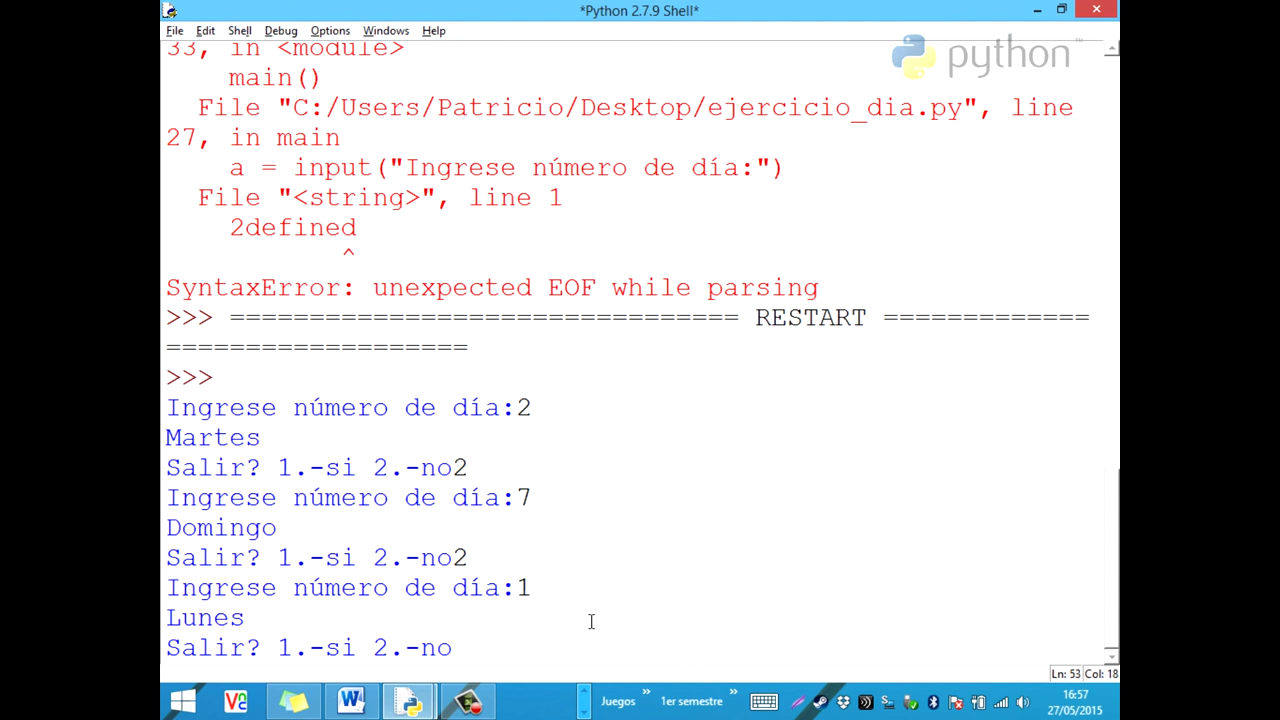 *Python 2.7.9 Shell*
File Edit Shell Debug Options Windows Help
python™
33, in <module>
main()
File "C:/Users/Patricio/Desktop/ejercicio_dia.py", line
27, in main
a = input("Ingrese número de día:")
File "<string>", line 1
2defined
^
SyntaxError: unexpected EOF while parsing
>>> ================================ RESTART =============
===================
>>>
Ingrese número de día:2
Martes
Salir? 1.-si 2.-no2
Ingrese número de día:7
Domingo
Salir? 1.-si 2.-no2
Ingrese número de día:1
Lunes
Salir? 1.-si 2.-no
Ln: 53 Col: 18
Juegos » 1er semestre » 16:57
27/05/2015